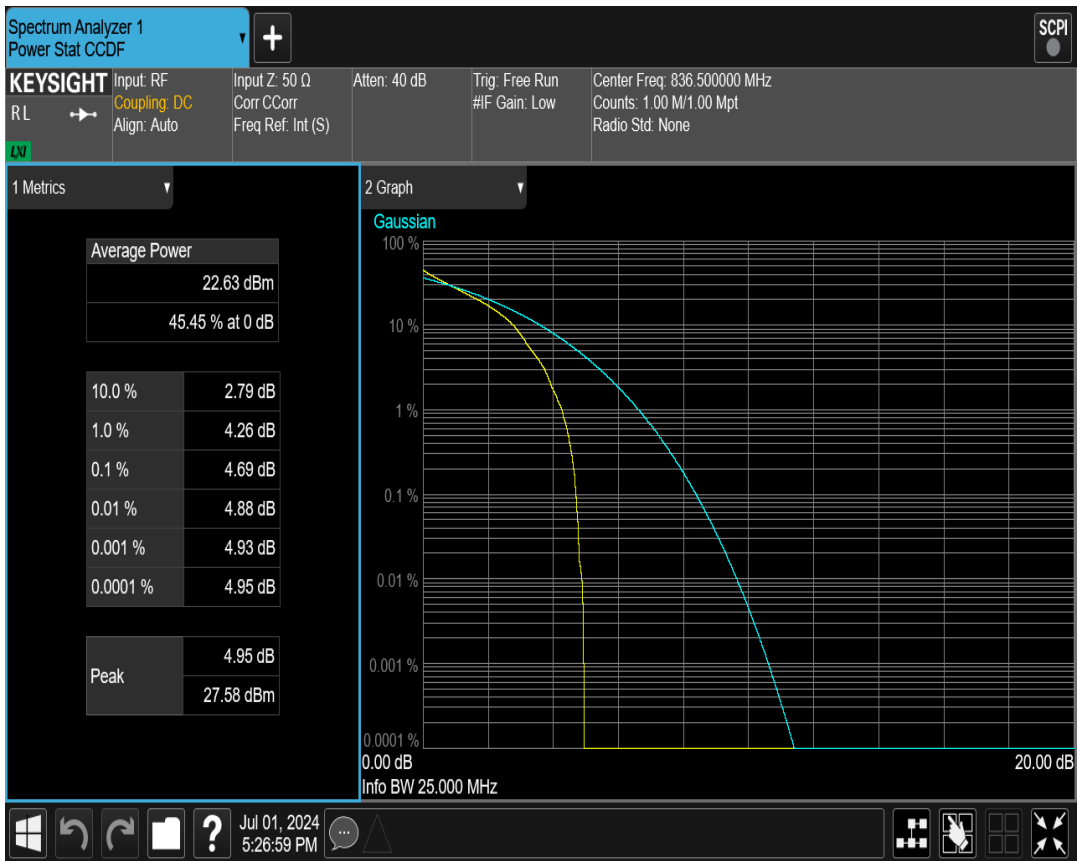 Spectrum Analyzer 1
Power Stat CCDF
▼
+
SCPI
KEYSIGHT
RL
LXI
Input: RF
Coupling: DC
Align: Auto
Input Z: 50 Ω
Corr CCorr
Freq Ref: Int (S)
Atten: 40 dB
Trig: Free Run
#IF Gain: Low
Center Freq: 836.500000 MHz
Counts: 1.00 M/1.00 Mpt
Radio Std: None
1 Metrics ▼
Average Power
22.63 dBm
45.45 % at 0 dB
10.0 % 2.79 dB
1.0 % 4.26 dB
0.1 % 4.69 dB
0.01 % 4.88 dB
0.001 % 4.93 dB
0.0001 % 4.95 dB
Peak
4.95 dB
27.58 dBm
2 Graph ▼
Gaussian
100 %
10 %
1 %
0.1 %
0.01 %
0.001 %
0.0001 %
0.00 dB 20.00 dB
Info BW 25.000 MHz
?
Jul 01, 2024
5:26:59 PM
...